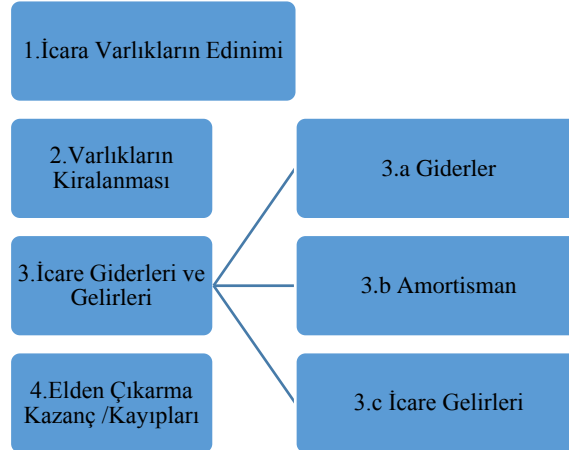 1.İcara Varlıkların Edinimi
2.Varlıkların
Kiralanması
3.İcare Giderleri ve
Gelirleri
4.Elden Çıkarma
Kazanç /Kayıpları
3.a Giderler
3.b Amortisman
3.c İcare Gelirleri